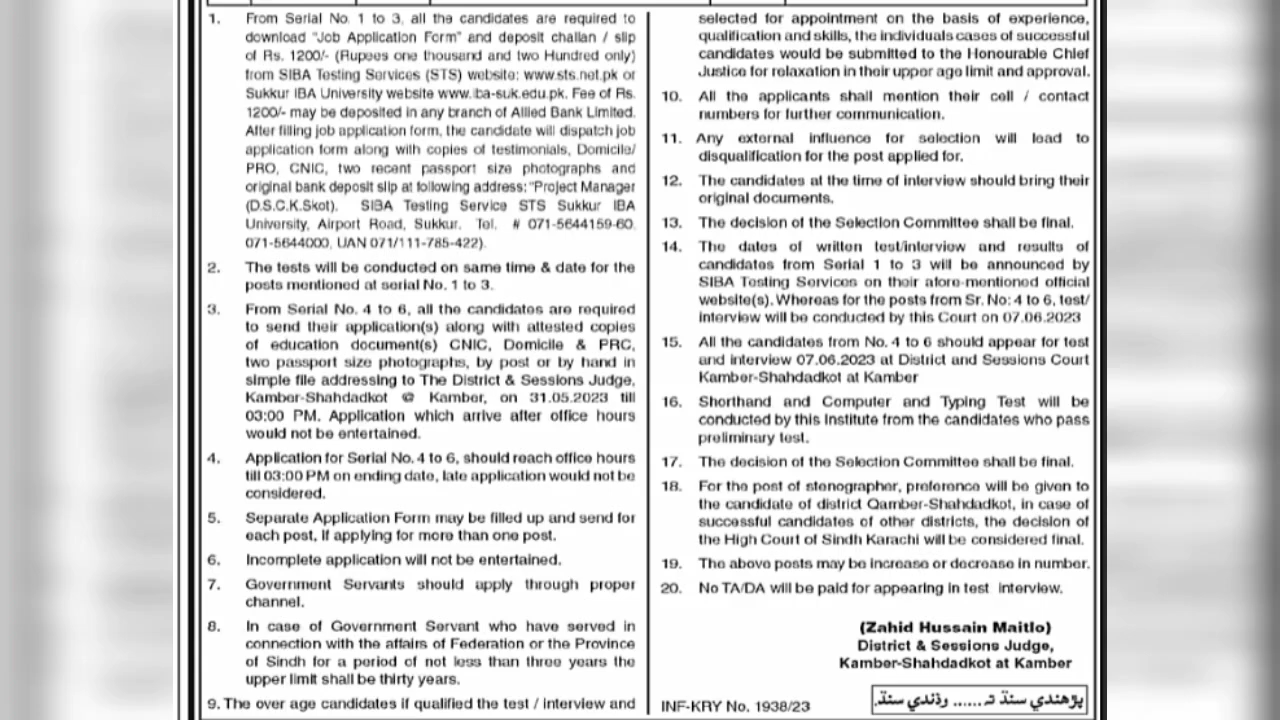 1. From Serial No. 1 to 3, all the candidates are required to
download "Job Application Form" and deposit challan / slip
of Rs. 1200/- (Rupees one thousand and two Hundred only)
from SIBA Testing Services (STS) website: www.sts.net.pk or
Sukkur IBA University website www.iba-suk.edu.pk. Fee of Rs.
1200/- may be deposited in any branch of Allied Bank Limited.
After filling job application form, the candidate will dispatch job
application form along with copies of testimonials, Domicile/
PRO, CNIC, two recent passport size photographs and
original bank deposit slip at following address: "Project Manager
(D.S.C.K.Skot). SIBA Testing Service STS Sukkur IBA
University, Airport Road, Sukkur. Tel. # 071-5644159-60.
071-5644000, UAN 071/111-785-422).
2. The tests will be conducted on same time & date for the
posts mentioned at serial No. 1 to 3.
3. From Serial No. 4 to 6, all the candidates are required
to send their application(s) along with attested copies
of education document(s) CNIC, Domicile & PRC,
two passport size photographs, by post or by hand in
simple file addressing to The District & Sessions Judge,
Kamber-Shahdadkot @ Kamber, on 31.05.2023 till
03:00 PM. Application which arrive after office hours
would not be entertained.
4. Application for Serial No. 4 to 6, should reach office hours
till 03:00 PM on ending date, late application would not be
considered.
5. Separate Application Form may be filled up and send for
each post, if applying for more than one post.
6. Incomplete application will not be entertained.
7. Government Servants should apply through proper
channel.
8. In case of Government Servant who have served in
connection with the affairs of Federation or the Province
of Sindh for a period of not less than three years the
upper limit shall be thirty years.
9. The over age candidates if qualified the test / interview and
selected for appointment on the basis of experience,
qualification and skills, the individuals cases of successful
candidates would be submitted to the Honourable Chief
Justice for relaxation in their upper age limit and approval.
10. All the applicants shall mention their cell / contact
numbers for further communication.
11. Any external influence for selection will lead to
disqualification for the post applied for.
12. The candidates at the time of interview should bring their
original documents.
13. The decision of the Selection Committee shall be final.
14. The dates of written test/interview and results of
candidates from Serial 1 to 3 will be announced by
SIBA Testing Services on their afore-mentioned official
website(s). Whereas for the posts from Sr. No: 4 to 6, test/
interview will be conducted by this Court on 07.06.2023
15. All the candidates from No. 4 to 6 should appear for test
and interview 07.06.2023 at District and Sessions Court
Kamber-Shahdadkot at Kamber
16. Shorthand and Computer and Typing Test will be
conducted by this Institute from the candidates who pass
preliminary test.
17. The decision of the Selection Committee shall be final.
18. For the post of stenographer, preference will be given to
the candidate of district Qamber-Shahdadkot, in case of
successful candidates of other districts, the decision of
the High Court of Sindh Karachi will be considered final.
19. The above posts may be increase or decrease in number.
20. No TA/DA will be paid for appearing in test interview.
(Zahid Hussain Maitlo)
District & Sessions Judge,
Kamber-Shahdadkot at Kamber
INF-KRY No. 1938/23
پڙهندي سنڌ ته...... وڌندي سنڌ.